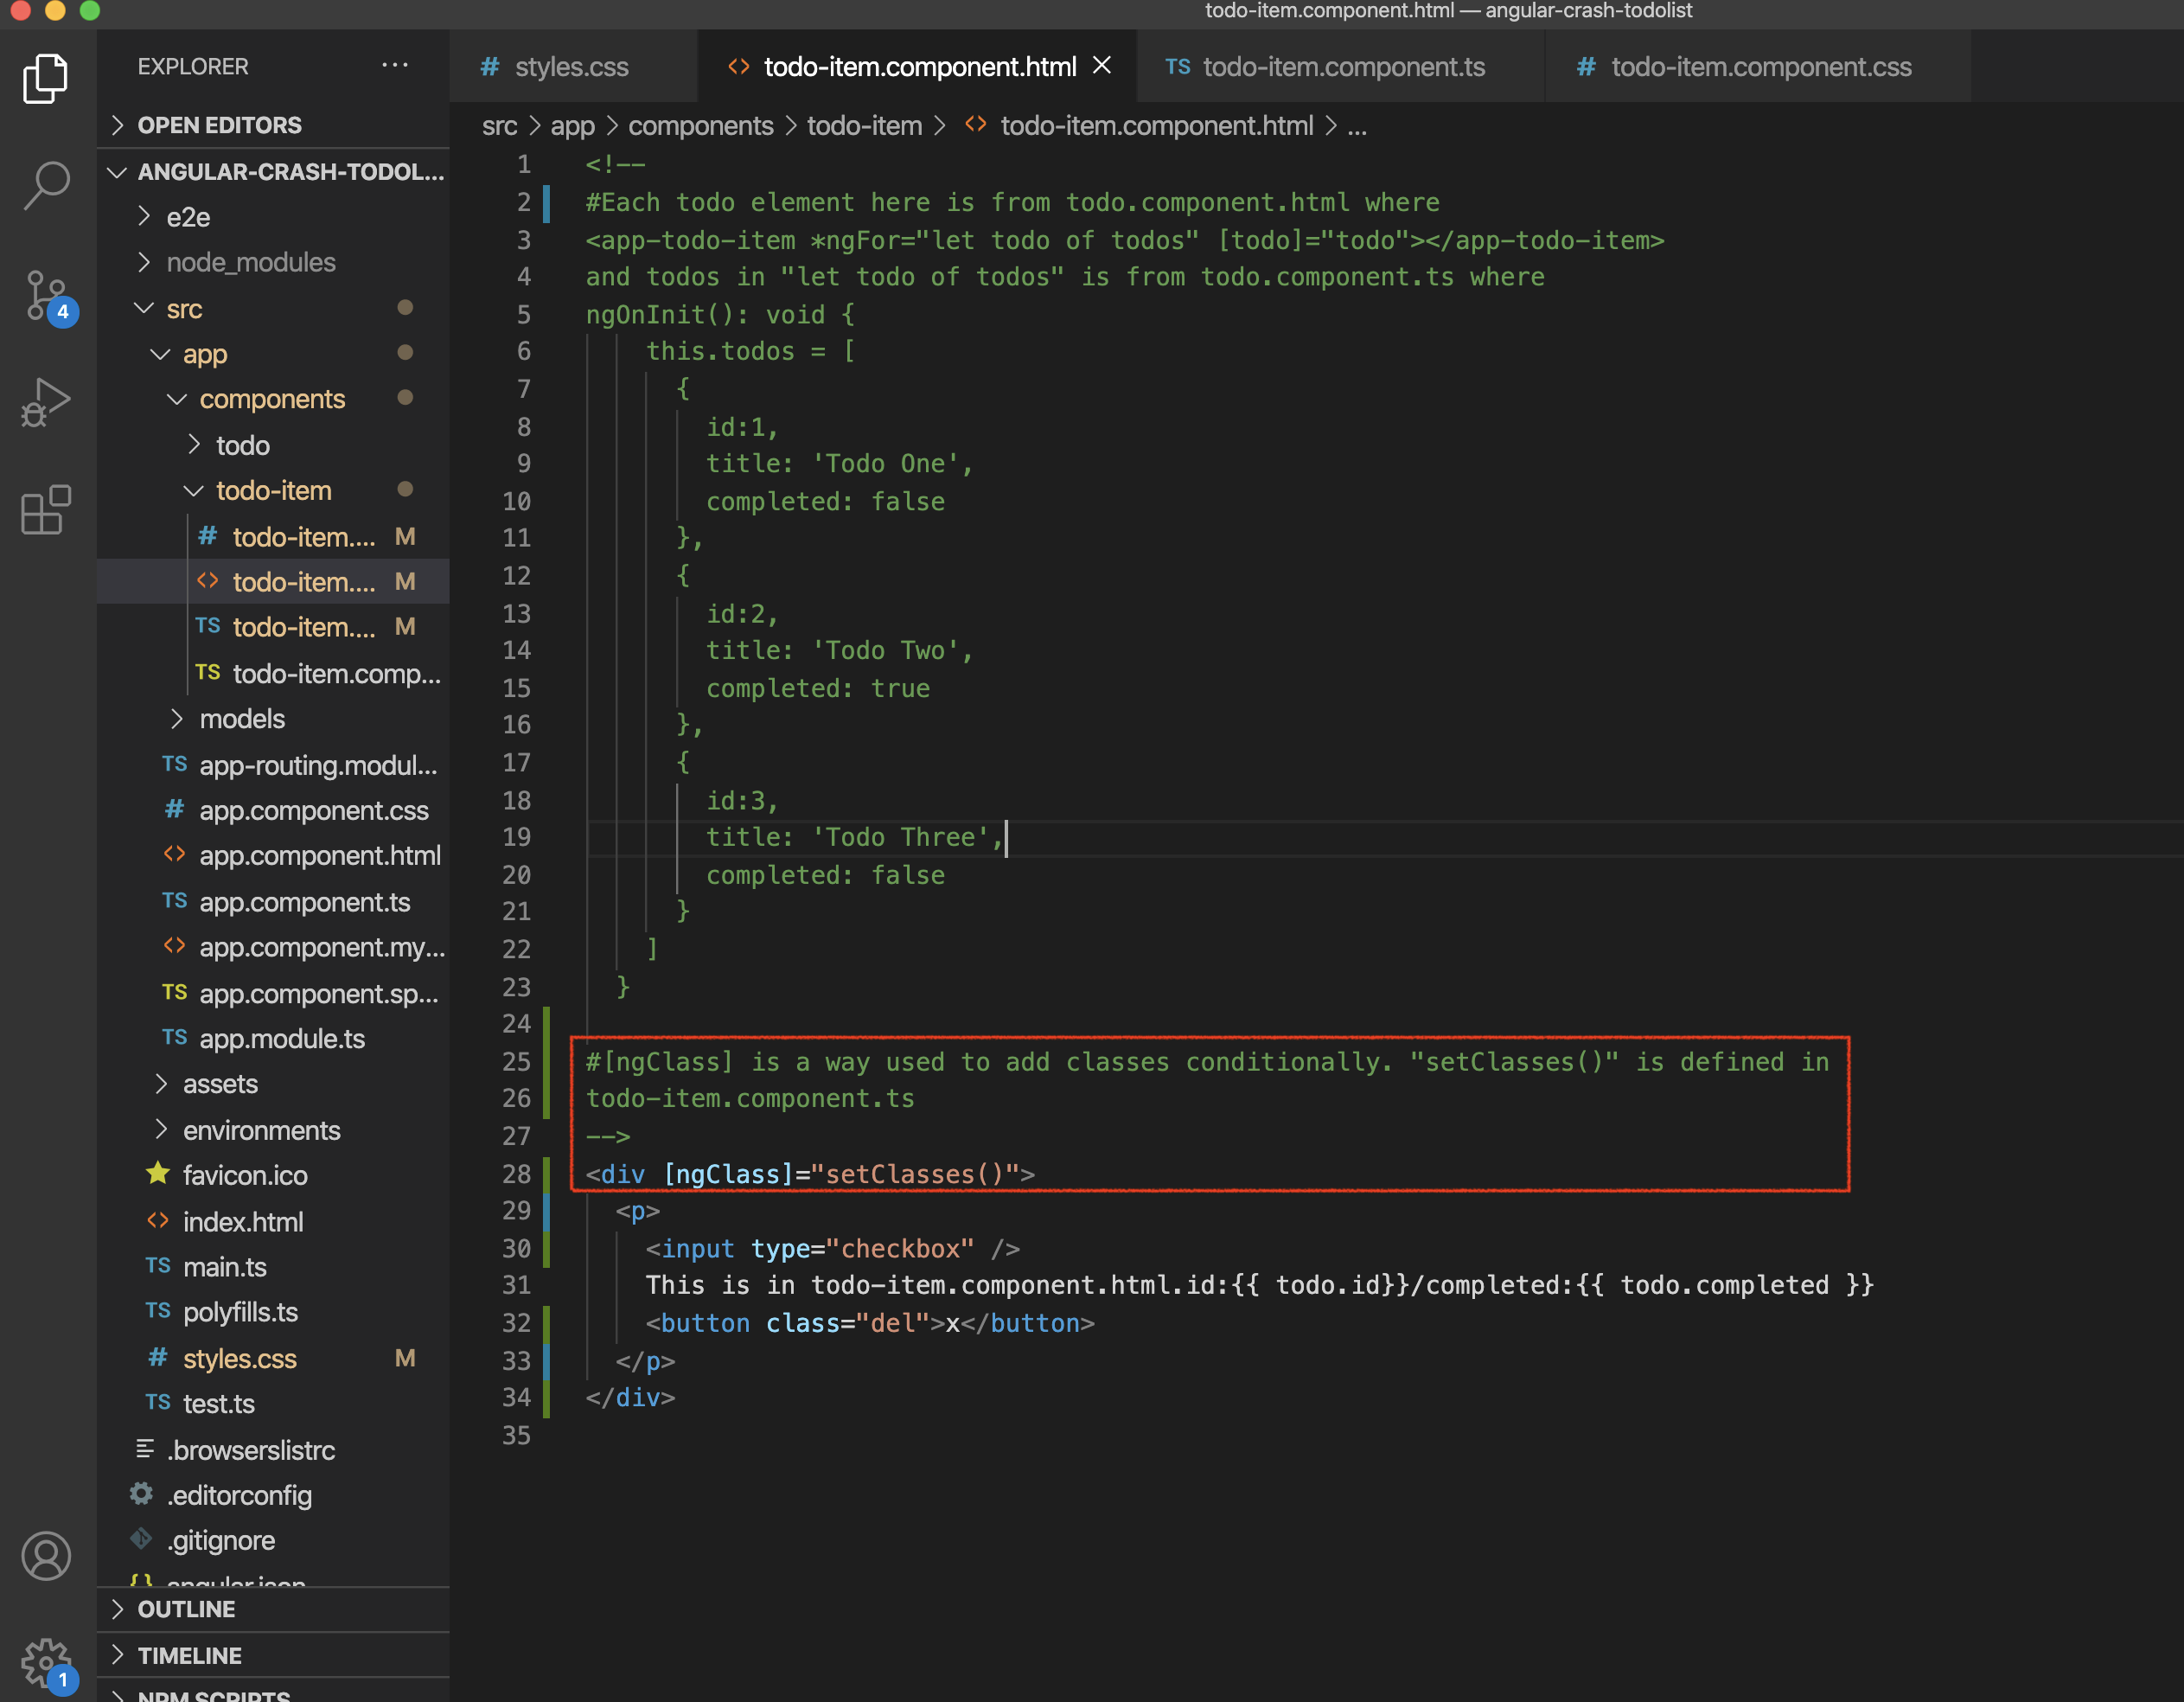 todo-item.component.html — angular-crash-todolist
EXPLORER
OPEN EDITORS
ANGULAR-CRASH-TODOL...
e2e
node_modules
src
app
components
todo
todo-item
# todo-item.... M
<> todo-item.... M
TS todo-item.... M
TS todo-item.comp...
models
TS app-routing.modul...
# app.component.css
<> app.component.html
TS app.component.ts
<> app.component.my...
TS app.component.sp...
TS app.module.ts
assets
environments
favicon.ico
<> index.html
TS main.ts
TS polyfills.ts
# styles.css M
TS test.ts
.browserslistrc
.editorconfig
.gitignore
{} angular.json
OUTLINE
TIMELINE
NPM SCRIPTS
4
1
# styles.css
<> todo-item.component.html
TS todo-item.component.ts
# todo-item.component.css
src > app > components > todo-item > <> todo-item.component.html > ...
1 <!--
2 #Each todo element here is from todo.component.html where
3 <app-todo-item *ngFor="let todo of todos" [todo]="todo"></app-todo-item>
4 and todos in "let todo of todos" is from todo.component.ts where
5 ngOnInit(): void {
6 this.todos = [
7 {
8 id:1,
9 title: 'Todo One',
10 completed: false
11 },
12 {
13 id:2,
14 title: 'Todo Two',
15 completed: true
16 },
17 {
18 id:3,
19 title: 'Todo Three',
20 completed: false
21 }
22 ]
23 }
24
25 #[ngClass] is a way used to add classes conditionally. "setClasses()" is defined in
26 todo-item.component.ts
27 -->
28 <div [ngClass]="setClasses()">
29 <p>
30 <input type="checkbox" />
31 This is in todo-item.component.html.id:{{ todo.id}}/completed:{{ todo.completed }}
32 <button class="del">x</button>
33 </p>
34 </div>
35